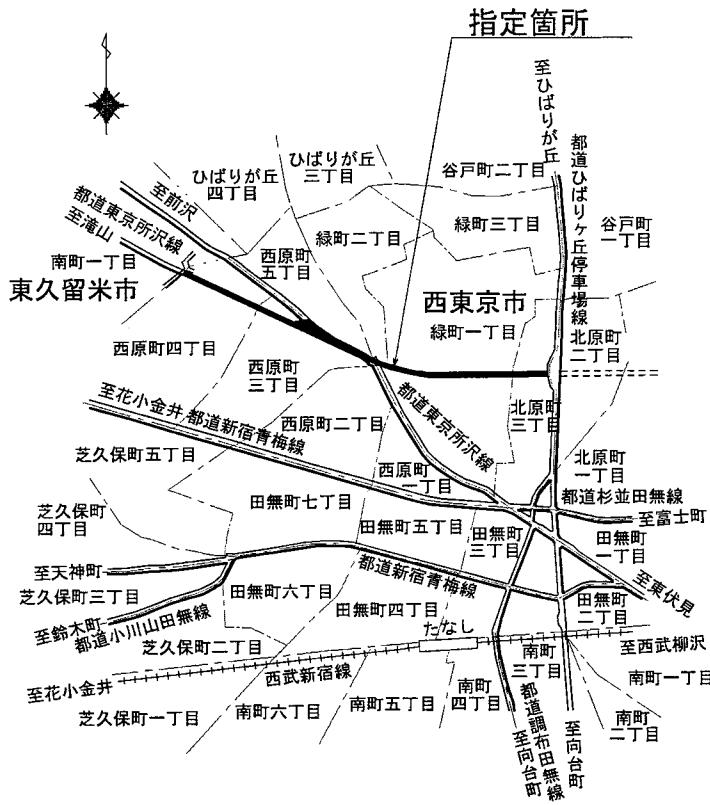 指定箇所
至ひばりが丘
都道ひばりヶ丘停車場線
ひばりが丘
三丁目
ひばりが丘
四丁目
谷戸町二丁目
谷戸町
一丁目
至前沢
都道東京所沢線
至滝山
南町一丁目
東久留米市
西原町
五丁目
緑町二丁目
緑町三丁目
西東京市
緑町一丁目
北原町
二丁目
西原町四丁目
西原町
三丁目
至花小金井
都道新宿青梅線
西原町二丁目
都道東京所沢線
北原町
三丁目
芝久保町五丁目
西原町
一丁目
北原町
一丁目
都道杉並田無線
至富士町
芝久保町
四丁目
田無町七丁目
田無町五丁目
田無町
三丁目
田無町
一丁目
至天神町
都道新宿青梅線
至東伏見
芝久保町三丁目
田無町六丁目
田無町
二丁目
至鈴木町
都道小川山田無線
田無町四丁目
芝久保町二丁目
たなし
至西武柳沢
西武新宿線
南町
三丁目
至花小金井
南町一丁目
芝久保町一丁目
南町六丁目
南町五丁目
南町
四丁目
都道調布田無線
至向台町
至向台町
南町
二丁目